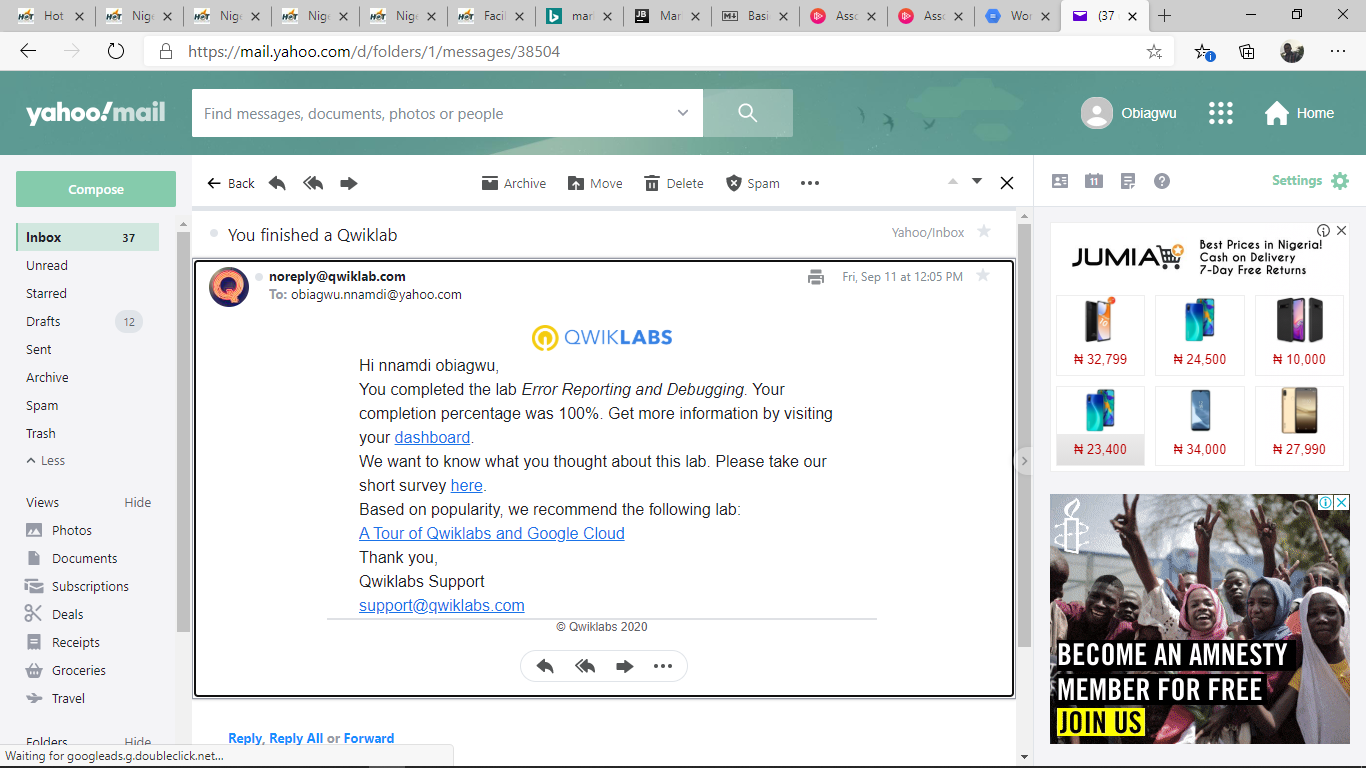 Hot
Nige
Nige
Nige
Nige
Facil
mar
Mar
Basi
Asso
Asso
Wor
(37
https://mail.yahoo.com/d/folders/1/messages/38504
yahoo!mail
Find messages, documents, photos or people
Obiagwu
Home
Compose
Inbox 37
Unread
Starred
Drafts 12
Sent
Archive
Spam
Trash
Less
Views Hide
Photos
Documents
Subscriptions
Deals
Receipts
Groceries
Travel
Folders Hide
Back
Archive
Move
Delete
Spam
You finished a Qwiklab
Yahoo/Inbox
noreply@qwiklab.com
Fri, Sep 11 at 12:05 PM
To: obiagwu.nnamdi@yahoo.com
QWIKLABS
Hi nnamdi obiagwu,
You completed the lab Error Reporting and Debugging. Your
completion percentage was 100%. Get more information by visiting
your dashboard.
We want to know what you thought about this lab. Please take our
short survey here.
Based on popularity, we recommend the following lab:
A Tour of Qwiklabs and Google Cloud
Thank you,
Qwiklabs Support
support@qwiklabs.com
© Qwiklabs 2020
Reply, Reply All or Forward
11
Settings
JUMIA
Best Prices in Nigeria!
Cash on Delivery
7-Day Free Returns
₦ 32,799
₦ 24,500
₦ 10,000
₦ 23,400
₦ 34,000
₦ 27,990
BECOME AN AMNESTY
MEMBER FOR FREE
JOIN US
Waiting for googleads.g.doubleclick.net...